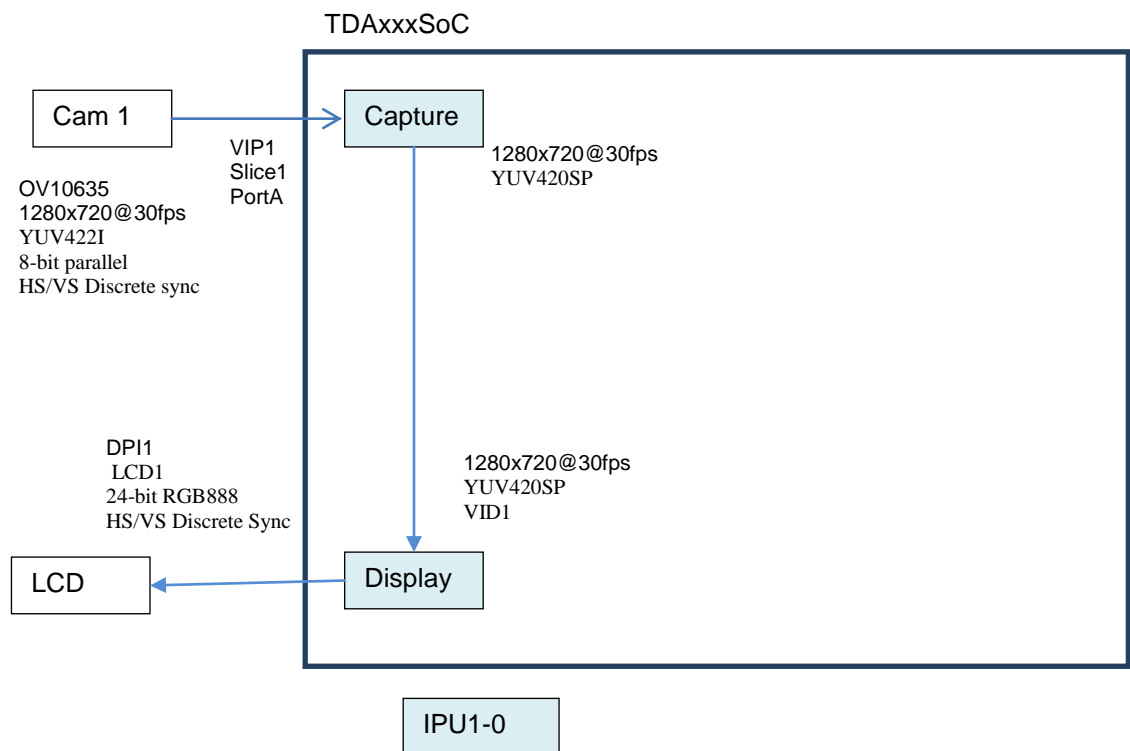 TDAxxxSoC
Cam 1
Capture
VIP1
Slice1
PortA
1280x720@30fps
YUV420SP
OV10635
1280x720@30fps
YUV422I
8-bit parallel
HS/VS Discrete sync
DPI1
LCD1
24-bit RGB888
HS/VS Discrete Sync
1280x720@30fps
YUV420SP
VID1
LCD
Display
IPU1-0